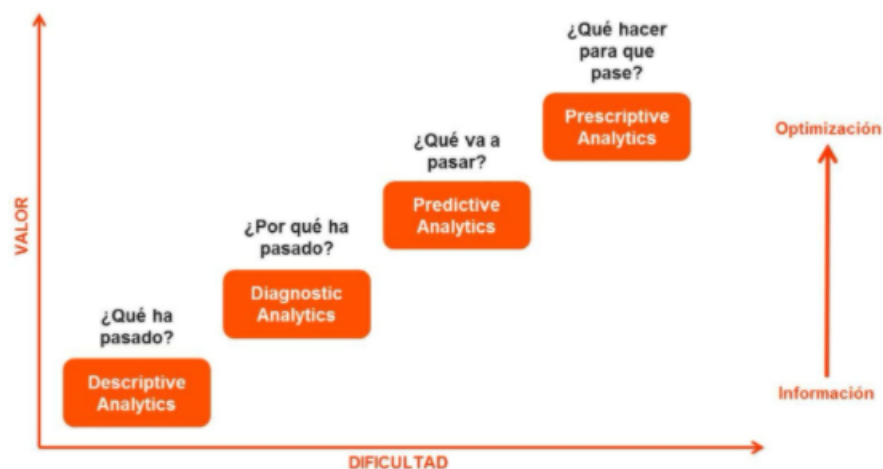 ¿Qué hacer
para que
pase?
Prescriptive
Analytics
Optimización
¿Qué va a
pasar?
Predictive
Analytics
VALOR
¿Por qué ha
pasado?
Diagnostic
Analytics
¿Qué ha
pasado?
Descriptive
Analytics
Información
DIFICULTAD